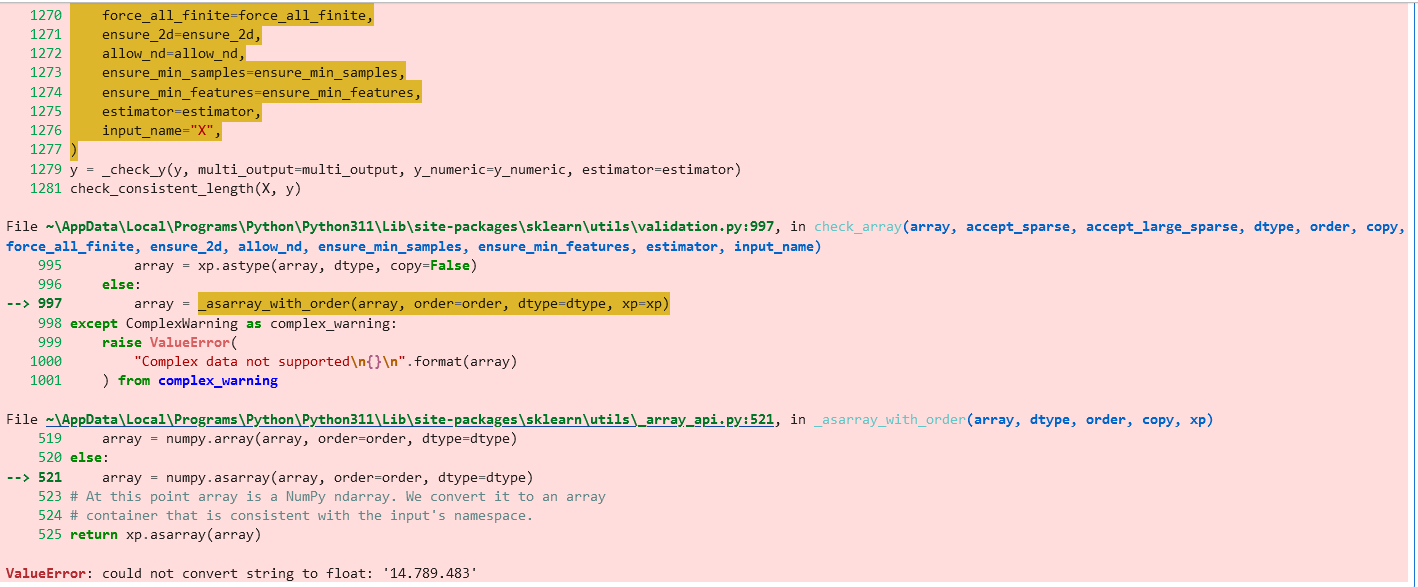 1270     force_all_finite=force_all_finite,
1271     ensure_2d=ensure_2d,
1272     allow_nd=allow_nd,
1273     ensure_min_samples=ensure_min_samples,
1274     ensure_min_features=ensure_min_features,
1275     estimator=estimator,
1276     input_name="X",
1277 )
1279 y = _check_y(y, multi_output=multi_output, y_numeric=y_numeric, estimator=estimator)
1281 check_consistent_length(X, y)
File ~\AppData\Local\Programs\Python\Python311\Lib\site-packages\sklearn\utils\validation.py:997, in check_array(array, accept_sparse, accept_large_sparse, dtype, order, copy,
force_all_finite, ensure_2d, allow_nd, ensure_min_samples, ensure_min_features, estimator, input_name)
995         array = xp.astype(array, dtype, copy=False)
996     else:
--> 997         array = _asarray_with_order(array, order=order, dtype=dtype, xp=xp)
998 except ComplexWarning as complex_warning:
999     raise ValueError(
1000         "Complex data not supported\n{}\n".format(array)
1001     ) from complex_warning
File ~\AppData\Local\Programs\Python\Python311\Lib\site-packages\sklearn\utils\_array_api.py:521, in _asarray_with_order(array, dtype, order, copy, xp)
519     array = numpy.array(array, order=order, dtype=dtype)
520 else:
--> 521     array = numpy.asarray(array, order=order, dtype=dtype)
523 # At this point array is a NumPy ndarray. We convert it to an array
524 # container that is consistent with the input's namespace.
525 return xp.asarray(array)
ValueError: could not convert string to float: '14.789.483'